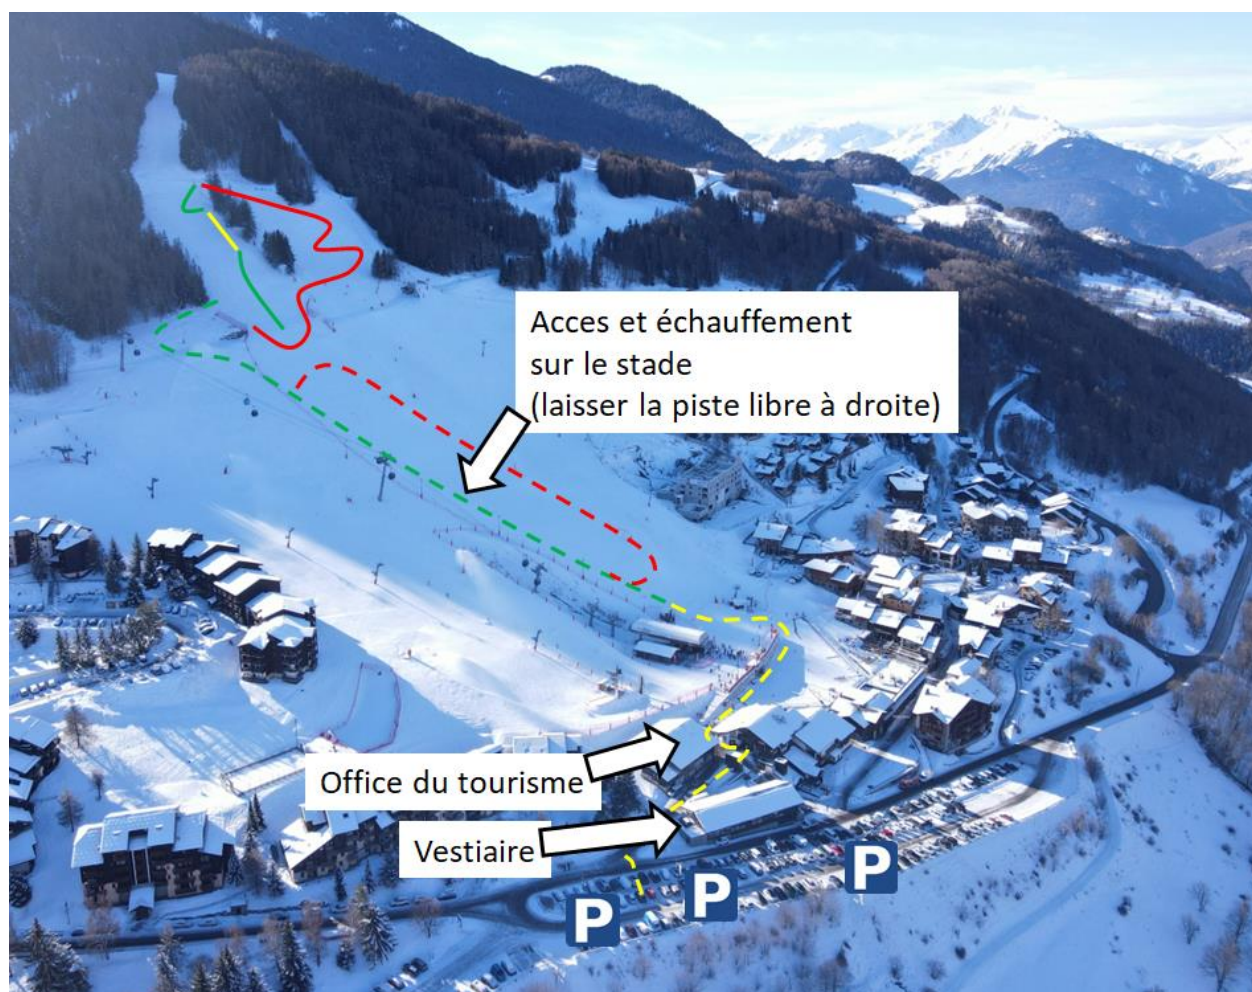 Acces et échauffement
sur le stade
(laisser la piste libre à droite)
Office du tourisme
Vestiaire
P
P
P